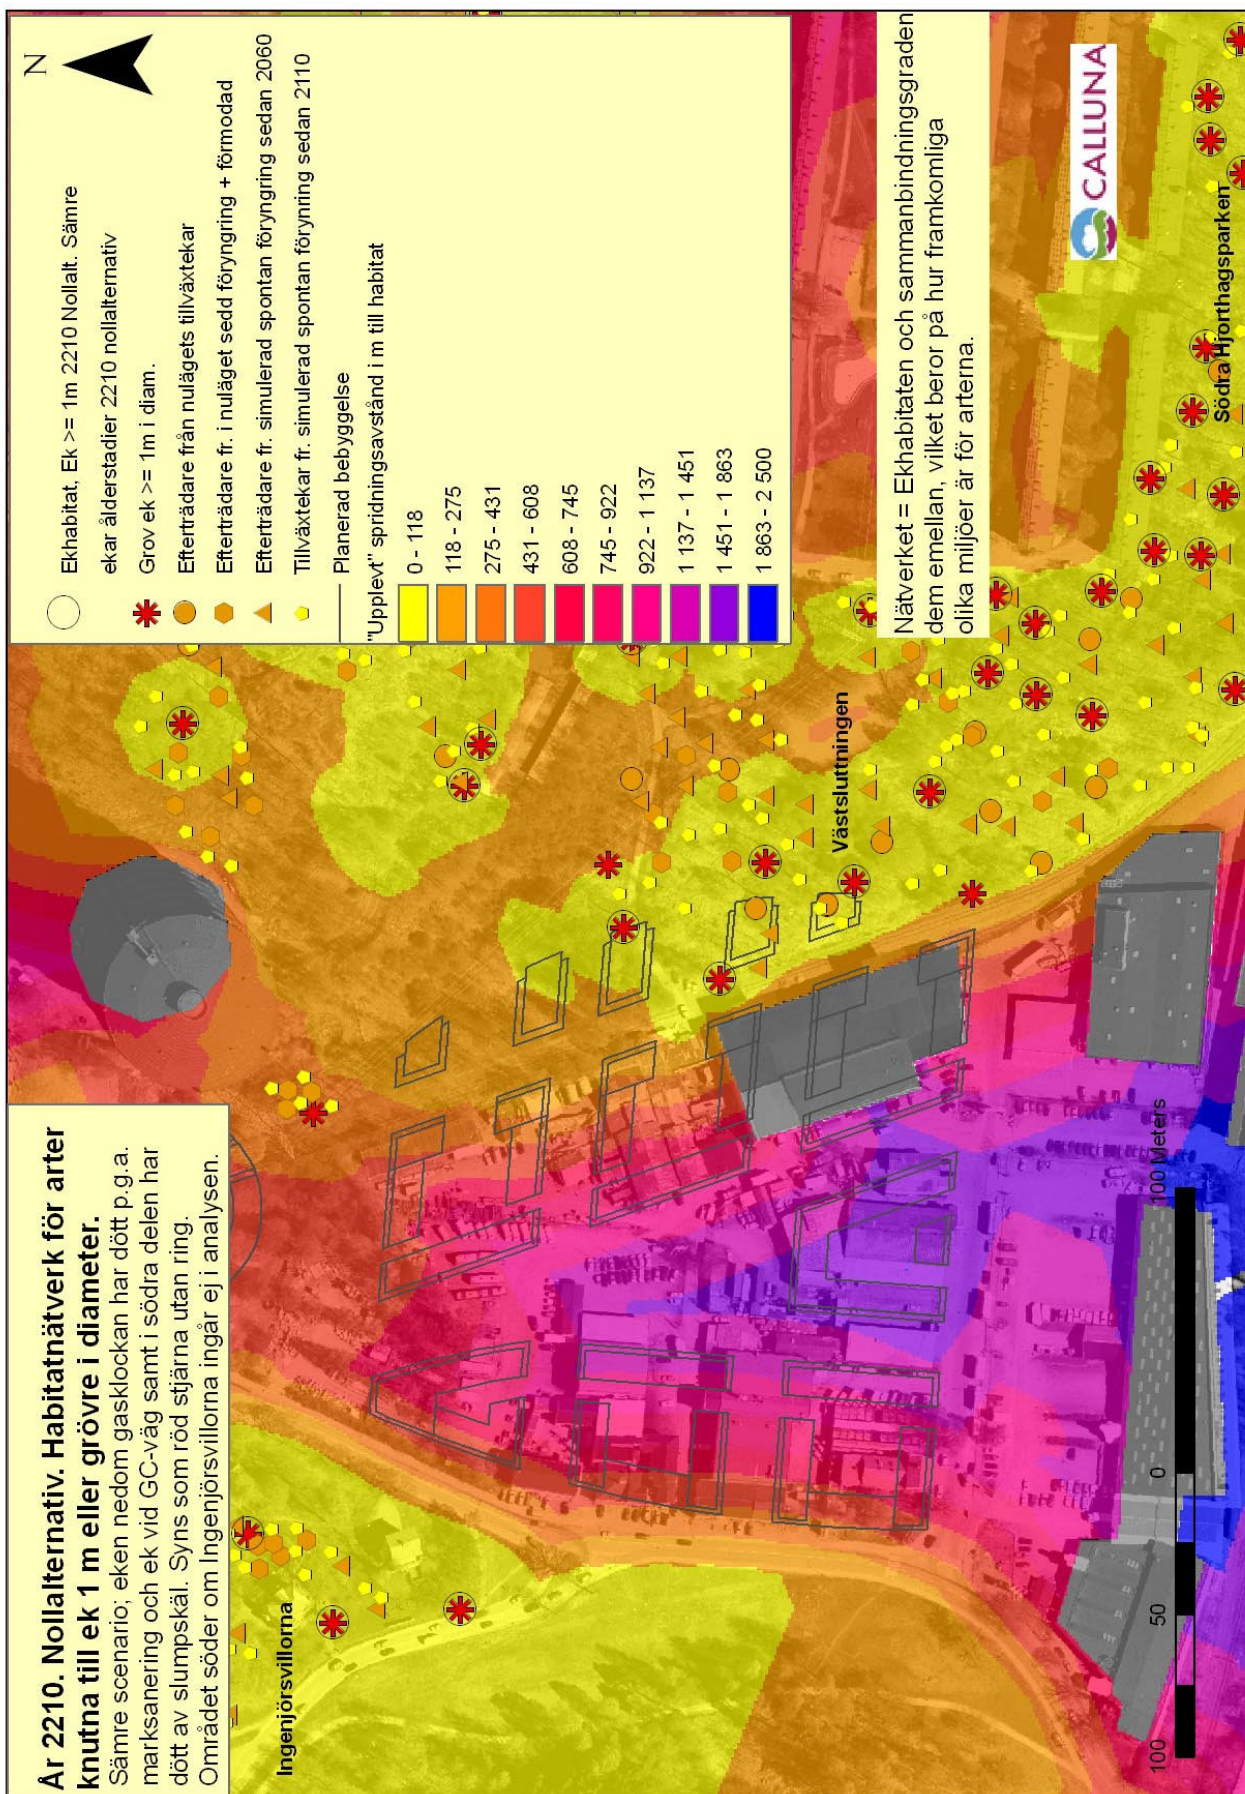 År 2210. Nollalternativ. Habitatnätverk för arter
knutna till ek 1 m eller grövre i diameter.
Sämre scenario; eken nedom gasklockan har dött p.g.a.
marksanering och ek vid GC-väg samt i södra delen har
dött av slumpskäl. Syns som röd stjärna utan ring.
Området söder om Ingenjörsvillorna ingår ej i analysen.
N
Ekhabitat, Ek >= 1m 2210 Nollalt. Sämre
ekar ålderstadier 2210 nollalternativ
Grov ek >= 1m i diam.
Efterträdare från nulägets tillväxtekar
Efterträdare fr. i nuläget sedd föryngring + förmodad
Efterträdare fr. simulerad spontan föryngring sedan 2060
Tillväxtekar fr. simulerad spontan förynring sedan 2110
Planerad bebyggelse
"Upplevt" spridningsavstånd i m till habitat
0 - 118
118 - 275
275 - 431
431 - 608
608 - 745
745 - 922
922 - 1 137
1 137 - 1 451
1 451 - 1 863
1 863 - 2 500
Ingenjörsvillorna
Västsluttningen
Nätverket = Ekhabitaten och sammanbindningsgraden
dem emellan, vilket beror på hur framkomliga
olika miljöer är för arterna.
CALLUNA
Södra Hjorthagsparken
100 50 0 100 Meters